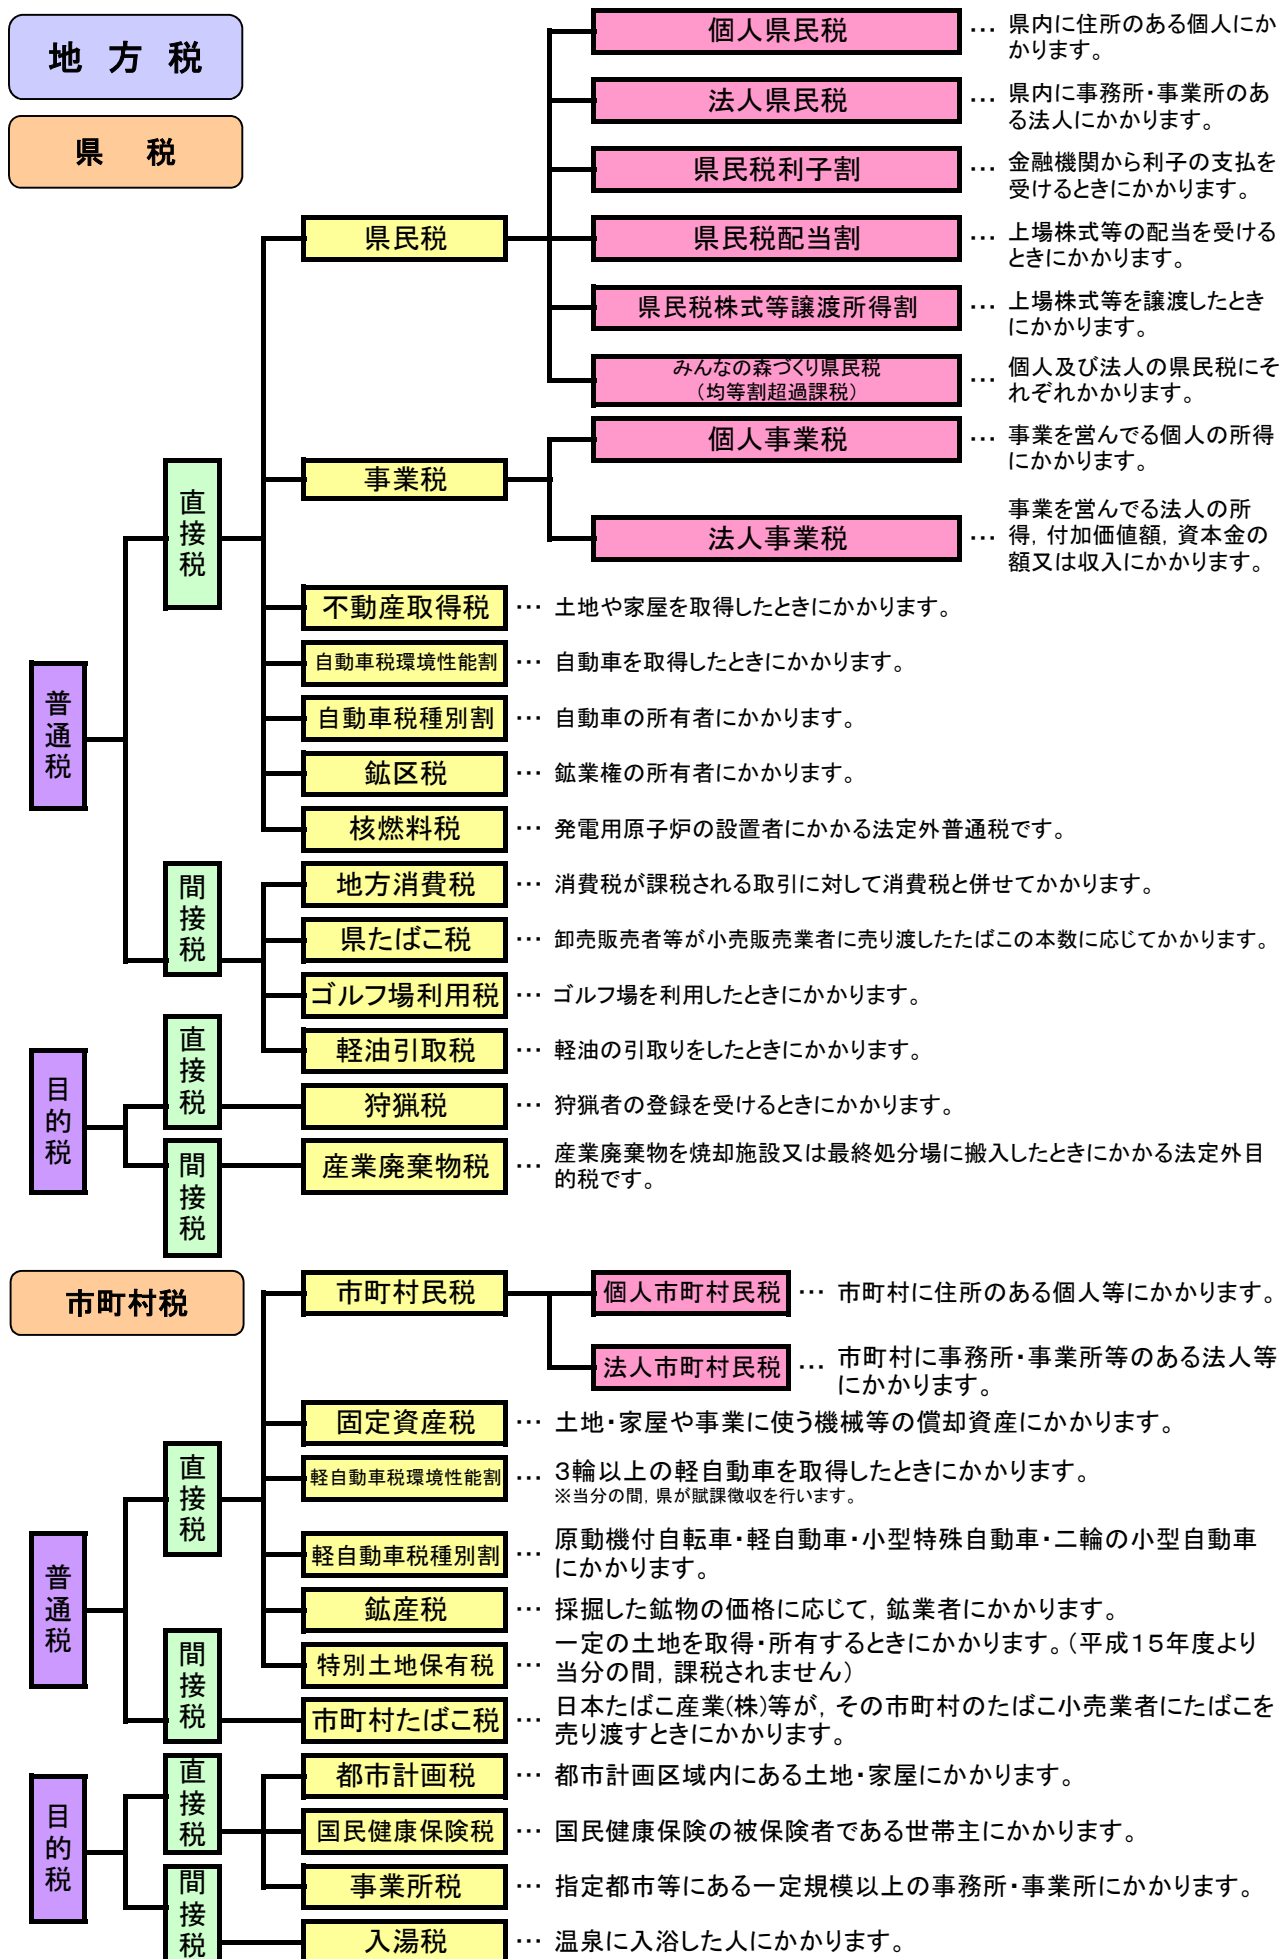 地 方 税
県 税
普通税
直接税
県民税
個人県民税
… 県内に住所のある個人にか
かります。
法人県民税
… 県内に事務所・事業所のあ
る法人にかかります。
県民税利子割
… 金融機関から利子の支払を
受けるときにかかります。
県民税配当割
… 上場株式等の配当を受ける
ときにかかります。
県民税株式等譲渡所得割
… 上場株式等を譲渡したとき
にかかります。
みんなの森づくり県民税
（均等割超過課税）
… 個人及び法人の県民税にそ
れぞれかかります。
事業税
個人事業税
… 事業を営んでる個人の所得
にかかります。
法人事業税
… 事業を営んでる法人の所
得，付加価値額，資本金の
額又は収入にかかります。
不動産取得税
… 土地や家屋を取得したときにかかります。
自動車税環境性能割
… 自動車を取得したときにかかります。
自動車税種別割
… 自動車の所有者にかかります。
鉱区税
… 鉱業権の所有者にかかります。
核燃料税
… 発電用原子炉の設置者にかかる法定外普通税です。
間接税
地方消費税
… 消費税が課税される取引に対して消費税と併せてかかります。
県たばこ税
… 卸売販売者等が小売販売業者に売り渡したたばこの本数に応じてかかります。
ゴルフ場利用税
… ゴルフ場を利用したときにかかります。
軽油引取税
… 軽油の引取りをしたときにかかります。
目的税
直接税
狩猟税
… 狩猟者の登録を受けるときにかかります。
間接税
産業廃棄物税
… 産業廃棄物を焼却施設又は最終処分場に搬入したときにかかる法定外目
的税です。
市町村税
普通税
直接税
市町村民税
個人市町村民税
… 市町村に住所のある個人等にかかります。
法人市町村民税
… 市町村に事務所・事業所等のある法人等
にかかります。
固定資産税
… 土地・家屋や事業に使う機械等の償却資産にかかります。
軽自動車税環境性能割
… ３輪以上の軽自動車を取得したときにかかります。
※当分の間，県が賦課徴収を行います。
軽自動車税種別割
… 原動機付自転車・軽自動車・小型特殊自動車・二輪の小型自動車
にかかります。
鉱産税
… 採掘した鉱物の価格に応じて，鉱業者にかかります。
特別土地保有税
… 一定の土地を取得・所有するときにかかります。（平成１５年度より
当分の間，課税されません）
間接税
市町村たばこ税
… 日本たばこ産業(株)等が，その市町村のたばこ小売業者にたばこを
売り渡すときにかかります。
目的税
直接税
都市計画税
… 都市計画区域内にある土地・家屋にかかります。
国民健康保険税
… 国民健康保険の被保険者である世帯主にかかります。
事業所税
… 指定都市等にある一定規模以上の事務所・事業所にかかります。
間接税
入湯税
… 温泉に入浴した人にかかります。